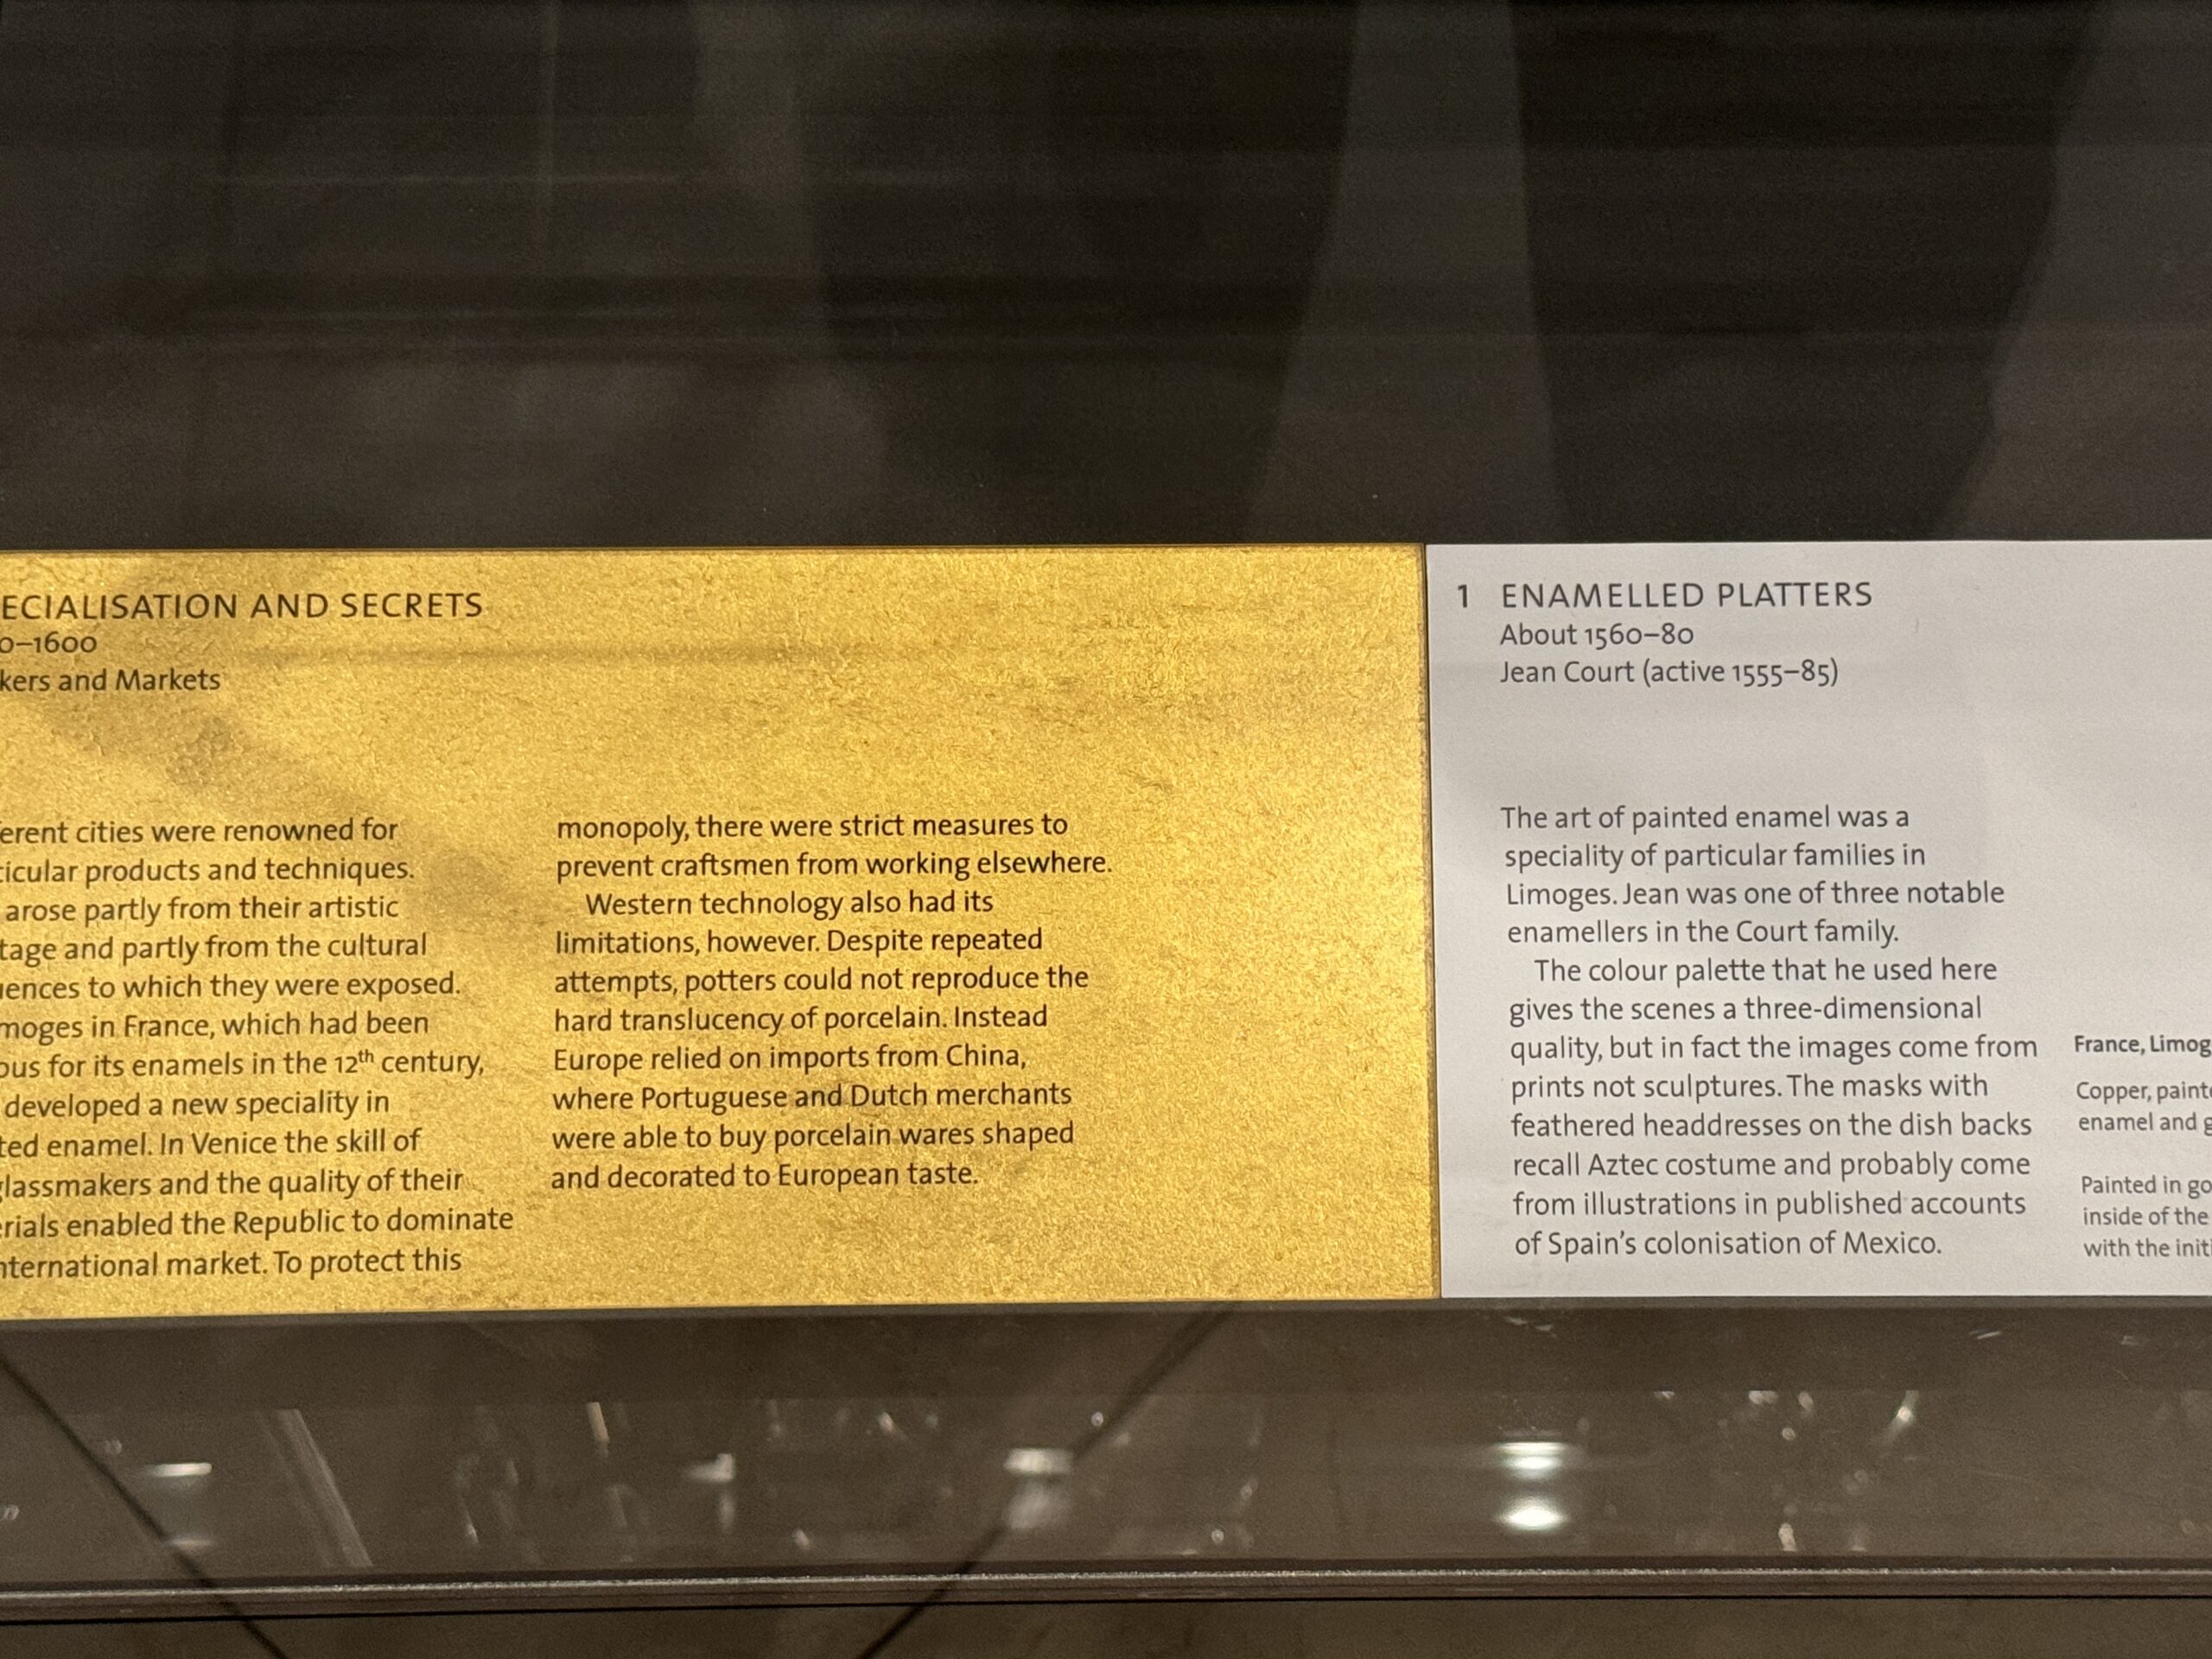 ECIALISATION AND SECRETS
0–1600
kers and Markets
erent cities were renowned for
icular products and techniques.
arose partly from their artistic
tage and partly from the cultural
ences to which they were exposed.
moges in France, which had been
ous for its enamels in the 12th century,
developed a new speciality in
ted enamel. In Venice the skill of
glassmakers and the quality of their
rials enabled the Republic to dominate
nternational market. To protect this
monopoly, there were strict measures to
prevent craftsmen from working elsewhere.
Western technology also had its
limitations, however. Despite repeated
attempts, potters could not reproduce the
hard translucency of porcelain. Instead
Europe relied on imports from China,
where Portuguese and Dutch merchants
were able to buy porcelain wares shaped
and decorated to European taste.
1 ENAMELLED PLATTERS
About 1560–80
Jean Court (active 1555–85)
The art of painted enamel was a
speciality of particular families in
Limoges. Jean was one of three notable
enamellers in the Court family.
The colour palette that he used here
gives the scenes a three-dimensional
quality, but in fact the images come from
prints not sculptures. The masks with
feathered headdresses on the dish backs
recall Aztec costume and probably come
from illustrations in published accounts
of Spain's colonisation of Mexico.
France, Limog
Copper, painte
enamel and g
Painted in go
inside of the
with the initi